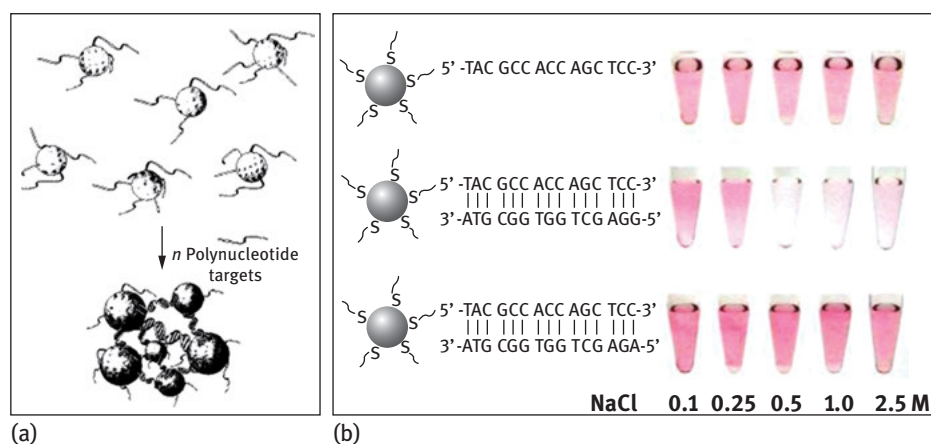 n Polynucleotide
targets
S
S
S
S
S
5' -TAC GCC ACC AGC TCC-3'
S
S
S
S
S
5' -TAC GCC ACC AGC TCC-3'
3'-ATG CGG TGG TCG AGG-5'
S
S
S
S
S
5' -TAC GCC ACC AGC TCC-3'
3'-ATG CGG TGG TCG AGA-5'
NaCl 0.1 0.25 0.5 1.0 2.5 M
(a)
(b)